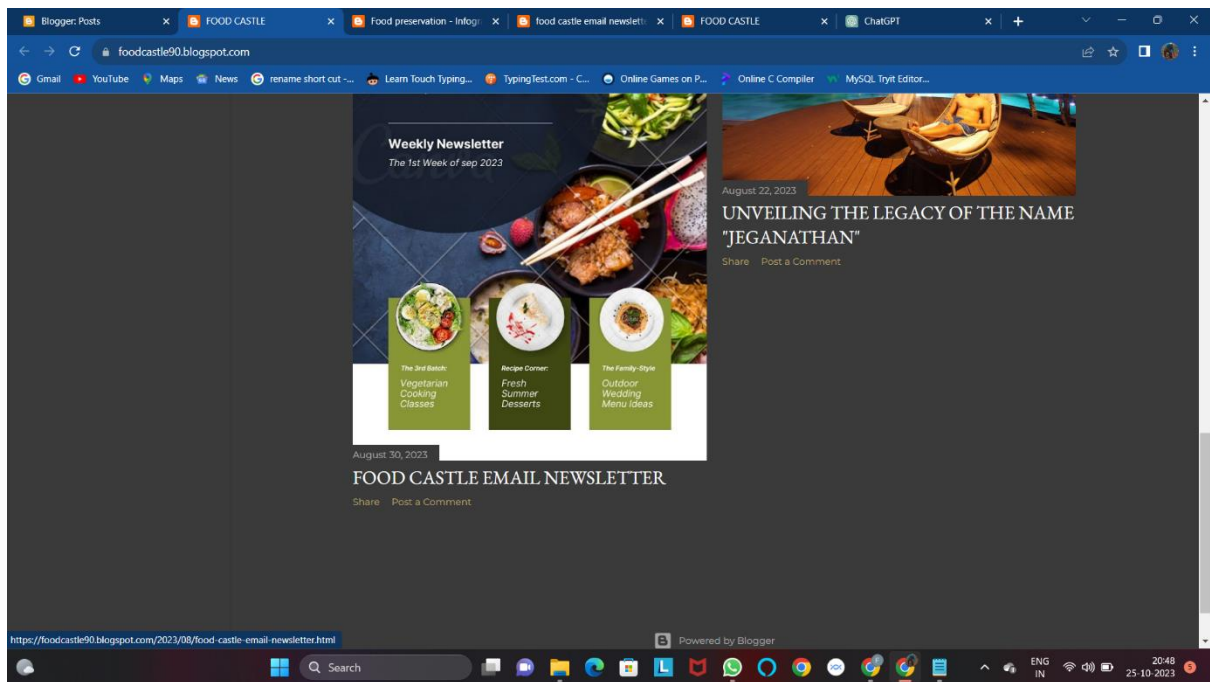 Blogger: Posts
FOOD CASTLE
Food preservation - Infogr
food castle email newslett
FOOD CASTLE
ChatGPT
foodcastle90.blogspot.com
Gmail
YouTube
Maps
News
rename short cut -...
Learn Touch Typing...
TypingTest.com - C...
Online Games on P...
Online C Compiler
MySQL Tryit Editor...
Weekly Newsletter
The 1st Week of sep 2023
Canva
The 3rd Batch:
Vegetarian
Cooking
Classes
Recipe Corner:
Fresh
Summer
Desserts
The Family-Style
Outdoor
Wedding
Menu Ideas
August 30, 2023
FOOD CASTLE EMAIL NEWSLETTER
Share Post a Comment
August 22, 2023
UNVEILING THE LEGACY OF THE NAME
"JEGANATHAN"
Share Post a Comment
Powered by Blogger
https://foodcastle90.blogspot.com/2023/08/food-castle-email-newsletter.html
Search
ENG
IN
20:48
25-10-2023
5